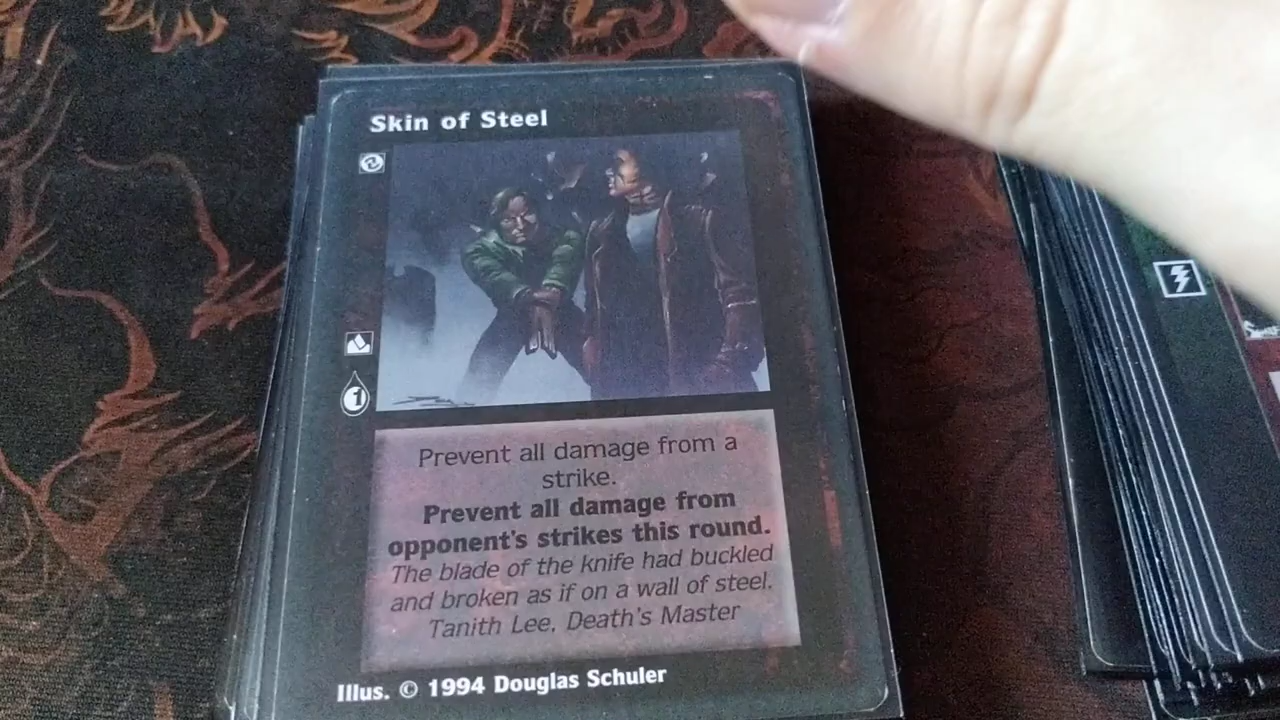 Skin of Steel
1
Prevent all damage from a
strike.
Prevent all damage from
opponent's strikes this round.
The blade of the knife had buckled
and broken as if on a wall of steel.
Tanith Lee, Death's Master
Illus. © 1994 Douglas Schuler